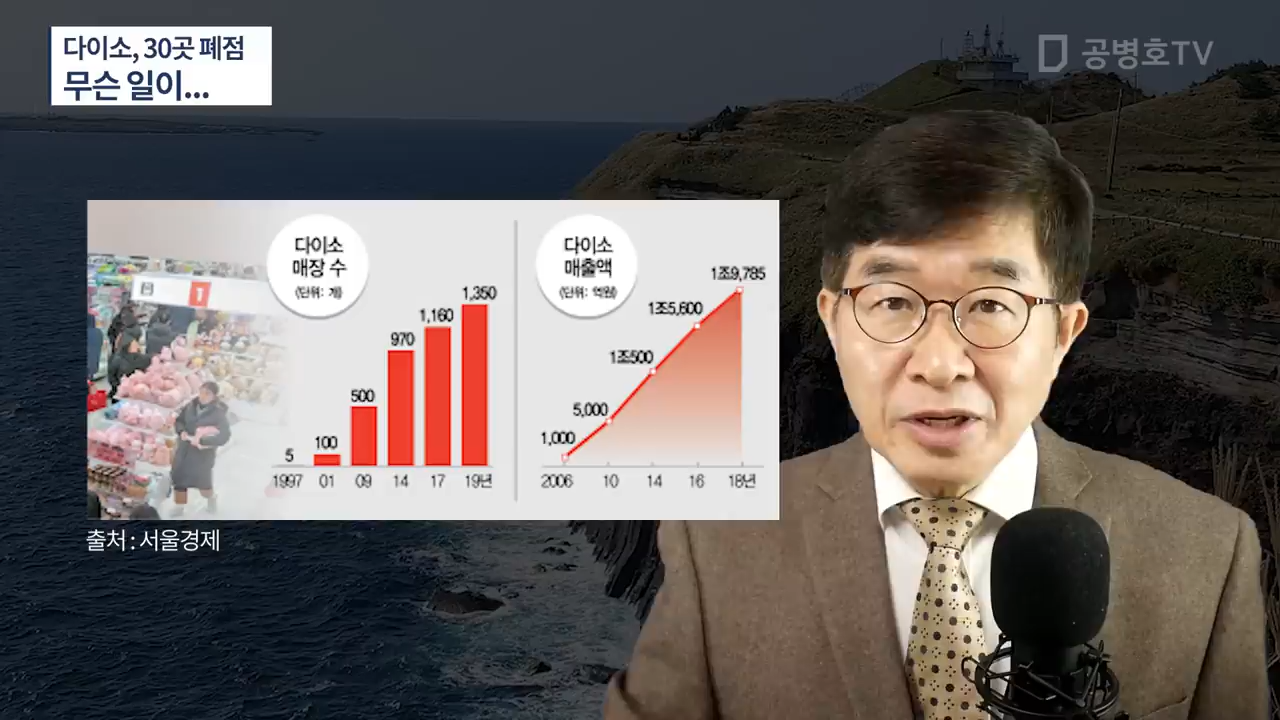 다이소, 30곳 폐점
무슨 일이...
공병호TV
1
다이소
매장 수
(단위: 개)
5
100
500
970
1,160
1,350
1997 01 09 14 17 19년
다이소
매출액
(단위: 억원)
1,000
5,000
1조500
1조5,600
1조9,785
2006 10 14 16 18년
출처 : 서울경제